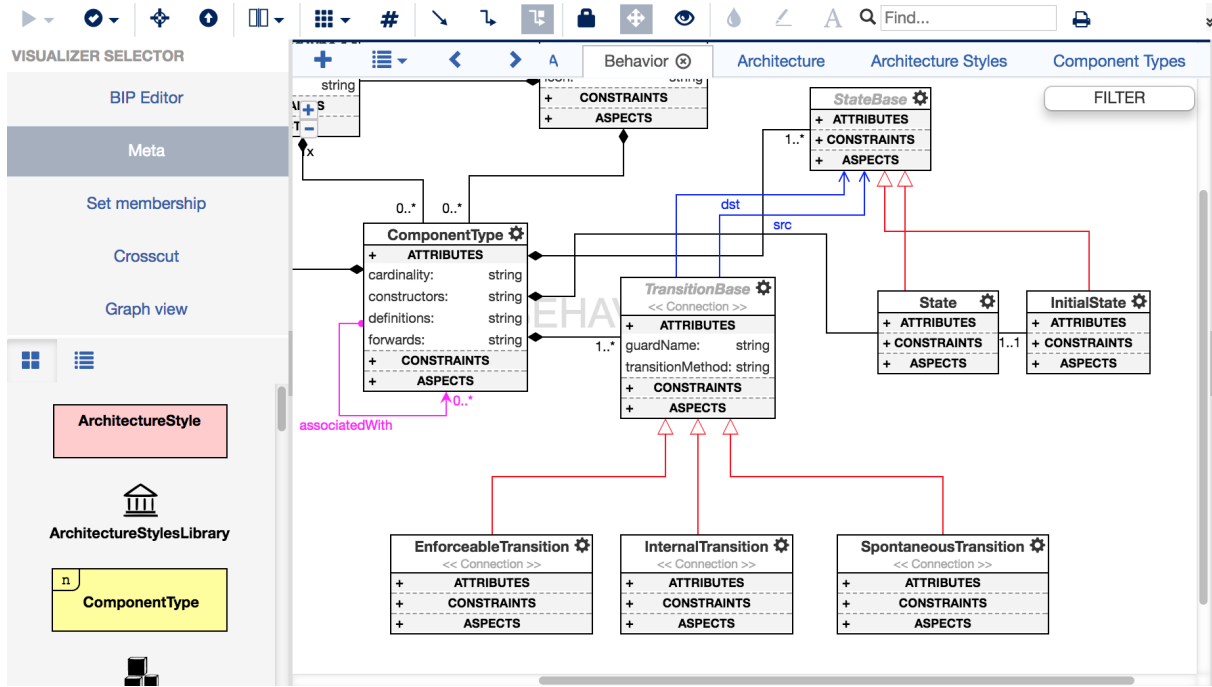 # A Find...
VISUALIZER SELECTOR
BIP Editor
Meta
Set membership
Crosscut
Graph view
ArchitectureStyle
ArchitectureStylesLibrary
n
ComponentType
A Behavior Architecture Architecture Styles Component Types
FILTER
string
+ CONSTRAINTS
+ ASPECTS
StateBase
+ ATTRIBUTES
+ CONSTRAINTS
+ ASPECTS
1..*
0..* 0..*
dst
src
ComponentType
+ ATTRIBUTES
cardinality: string
constructors: string
definitions: string
forwards: string
+ CONSTRAINTS
+ ASPECTS
0..*
associatedWith
1..*
TransitionBase
<< Connection >>
+ ATTRIBUTES
guardName: string
transitionMethod: string
+ CONSTRAINTS
+ ASPECTS
State
+ ATTRIBUTES
+ CONSTRAINTS
+ ASPECTS
1..1
InitialState
+ ATTRIBUTES
+ CONSTRAINTS
+ ASPECTS
EnforceableTransition
<< Connection >>
+ ATTRIBUTES
+ CONSTRAINTS
+ ASPECTS
InternalTransition
<< Connection >>
+ ATTRIBUTES
+ CONSTRAINTS
+ ASPECTS
SpontaneousTransition
<< Connection >>
+ ATTRIBUTES
+ CONSTRAINTS
+ ASPECTS